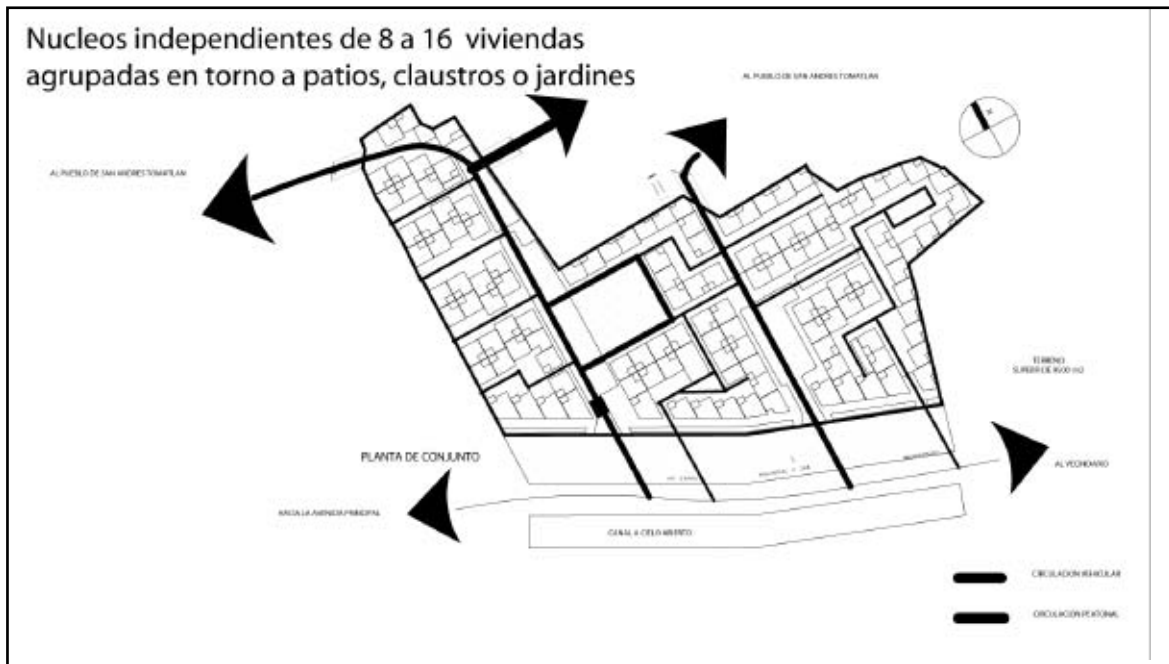 Nucleos independientes de 8 a 16 viviendas
agrupadas en torno a patios, claustros o jardines
AL PUEBLO DE SAN ANDRES TOMATLAN
AL PUEBLO DE SAN ANDRES TOMATLAN
TERRENO
PLANTA DE CONJUNTO
AL VECINDARIO
HASTA LA AVENIDA PRINCIPAL
CANAL A CIELO ABIERTO
CIRCULACION VEHICULAR
CIRCULACION PEATONAL